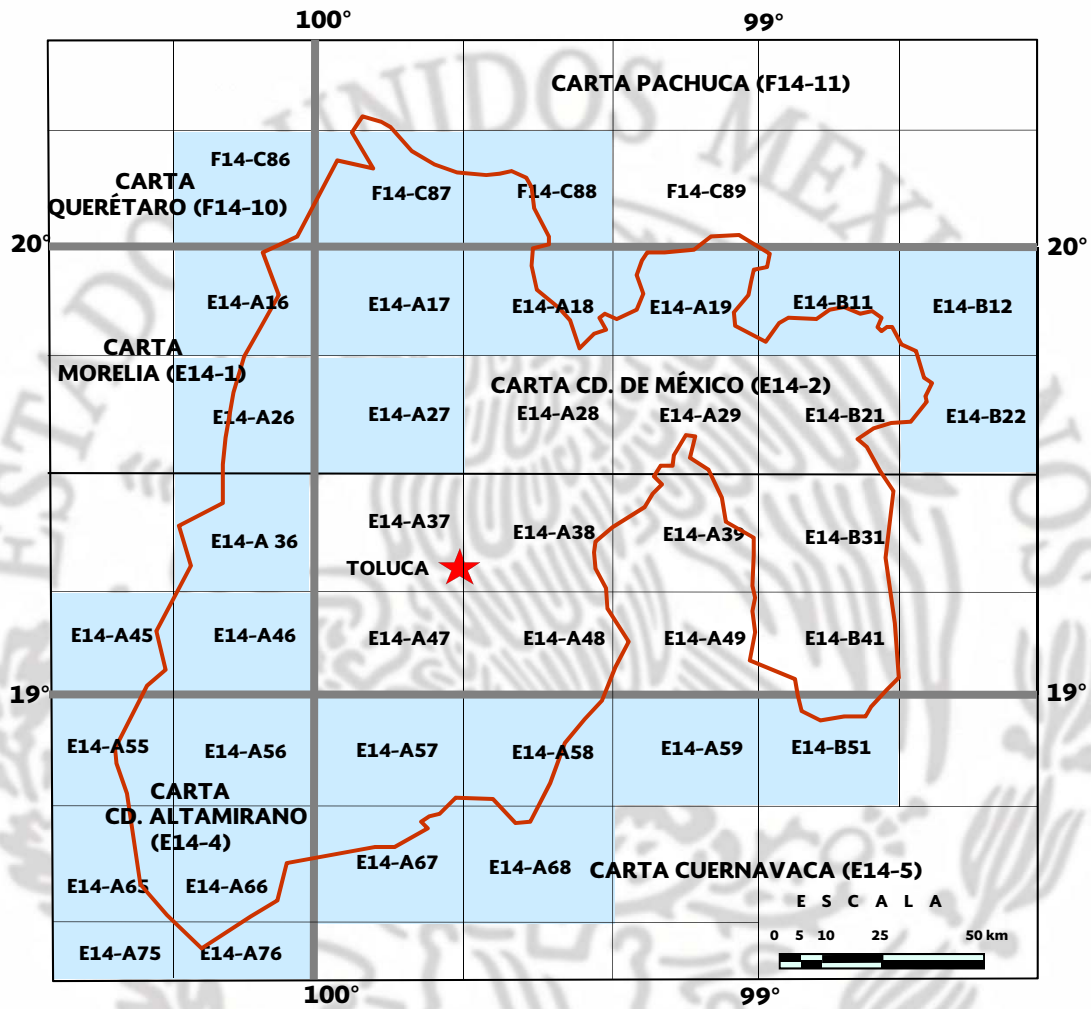 100°
99°
CARTA PACHUCA (F14-11)
F14-C86
CARTA
QUERÉTARO (F14-10)
F14-C87
F14-C88
F14-C89
20°
20°
E14-A16
E14-A17
E14-A18
E14-A19
E14-B11
E14-B12
CARTA
MORELIA (E14-1)
CARTA CD. DE MÉXICO (E14-2)
E14-A26
E14-A27
E14-A28
E14-A29
E14-B21
E14-B22
E14-A 36
E14-A37
E14-A38
E14-A39
E14-B31
TOLUCA
E14-A45
E14-A46
E14-A47
E14-A48
E14-A49
E14-B41
19°
19°
E14-A55
E14-A56
E14-A57
E14-A58
E14-A59
E14-B51
CARTA
CD. ALTAMIRANO
(E14-4)
E14-A65
E14-A66
E14-A67
E14-A68
CARTA CUERNAVACA (E14-5)
E S C A L A
0 5 10 25 50 km
E14-A75
E14-A76
100°
99°
ESTADOS UNIDOS MEXICANOS